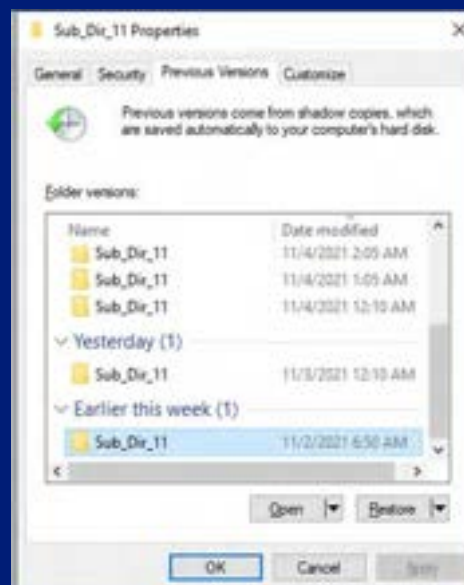 Sub_Dir_11 Properties
General Security Previous Versions Customize
Previous versions come from shadow copies, which
are saved automatically to your computer's hard disk.
Folder versions:
Name Date modified
Sub_Dir_11 11/4/2021 2:05 AM
Sub_Dir_11 11/4/2021 1:05 AM
Sub_Dir_11 11/4/2021 12:10 AM
Yesterday (1)
Sub_Dir_11 11/3/2021 12:10 AM
Earlier this week (1)
Sub_Dir_11 11/2/2021 6:50 AM
Open Restore
OK Cancel Apply